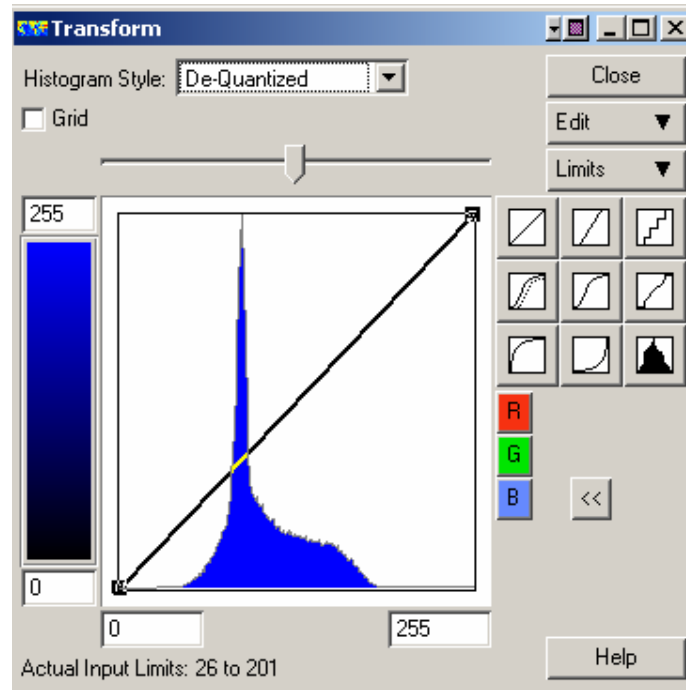 Transform
Histogram Style: De-Quantized
Close
Grid
Edit
Limits
255
R
G
B
<<
0
0
255
Actual Input Limits: 26 to 201
Help